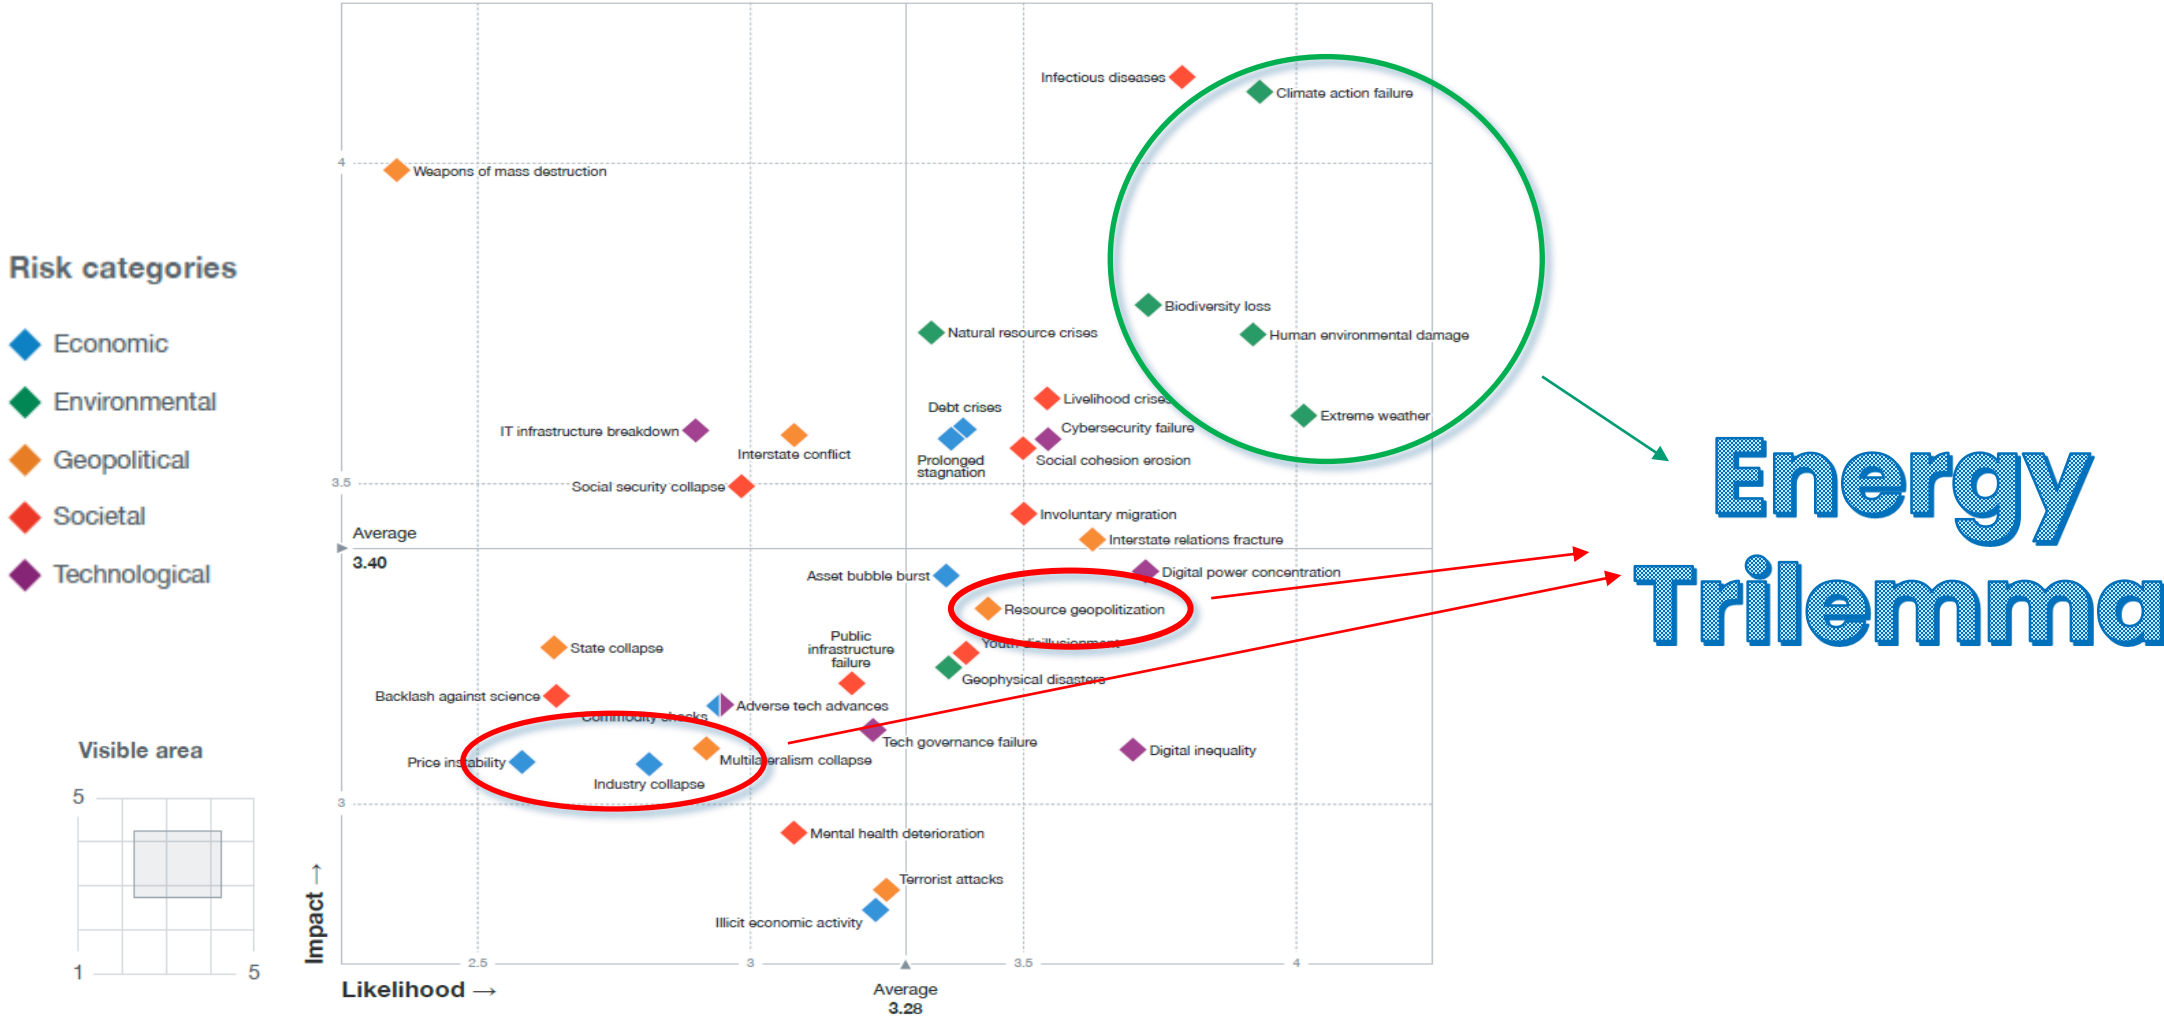 Risk categories
Economic
Environmental
Geopolitical
Societal
Technological
Visible area
5
1
5
Impact →
4
3.5
Average
3.40
3
Infectious diseases
Climate action failure
Weapons of mass destruction
Biodiversity loss
Natural resource crises
Human environmental damage
Livelihood crises
Debt crises
Extreme weather
Cybersecurity failure
IT infrastructure breakdown
Interstate conflict
Prolonged
stagnation
Social cohesion erosion
Social security collapse
Involuntary migration
Interstate relations fracture
Asset bubble burst
Digital power concentration
Resource geopolitization
Public
infrastructure
failure
Youth disillusionment
State collapse
Geophysical disasters
Backlash against science
Commodity shocks
Adverse tech advances
Tech governance failure
Digital inequality
Price instability
Multilateralism collapse
Industry collapse
Mental health deterioration
Terrorist attacks
Illicit economic activity
2.5
3
3.5
4
Likelihood →
Average
3.28
Energy
Trilemma